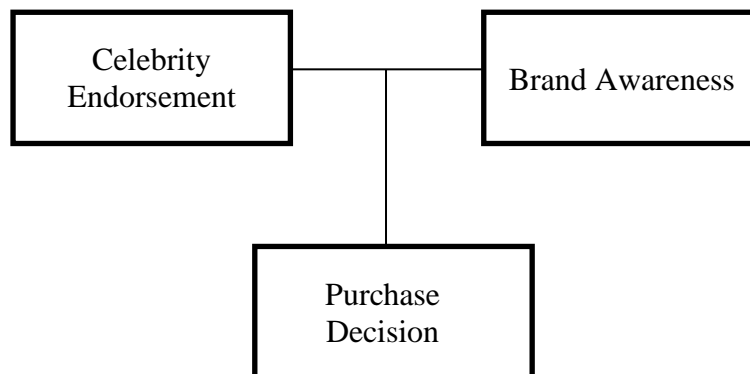 Celebrity
Endorsement
Brand Awareness
Purchase
Decision